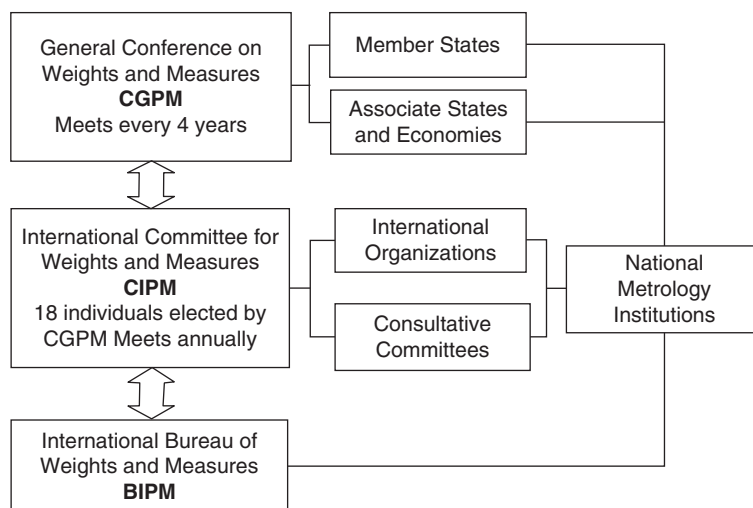 General Conference on
Weights and Measures
CGPM
Meets every 4 years
Member States
Associate States
and Economies
International Committee for
Weights and Measures
CIPM
18 individuals elected by
CGPM Meets annually
International
Organizations
Consultative
Committees
National
Metrology
Institutions
International Bureau of
Weights and Measures
BIPM